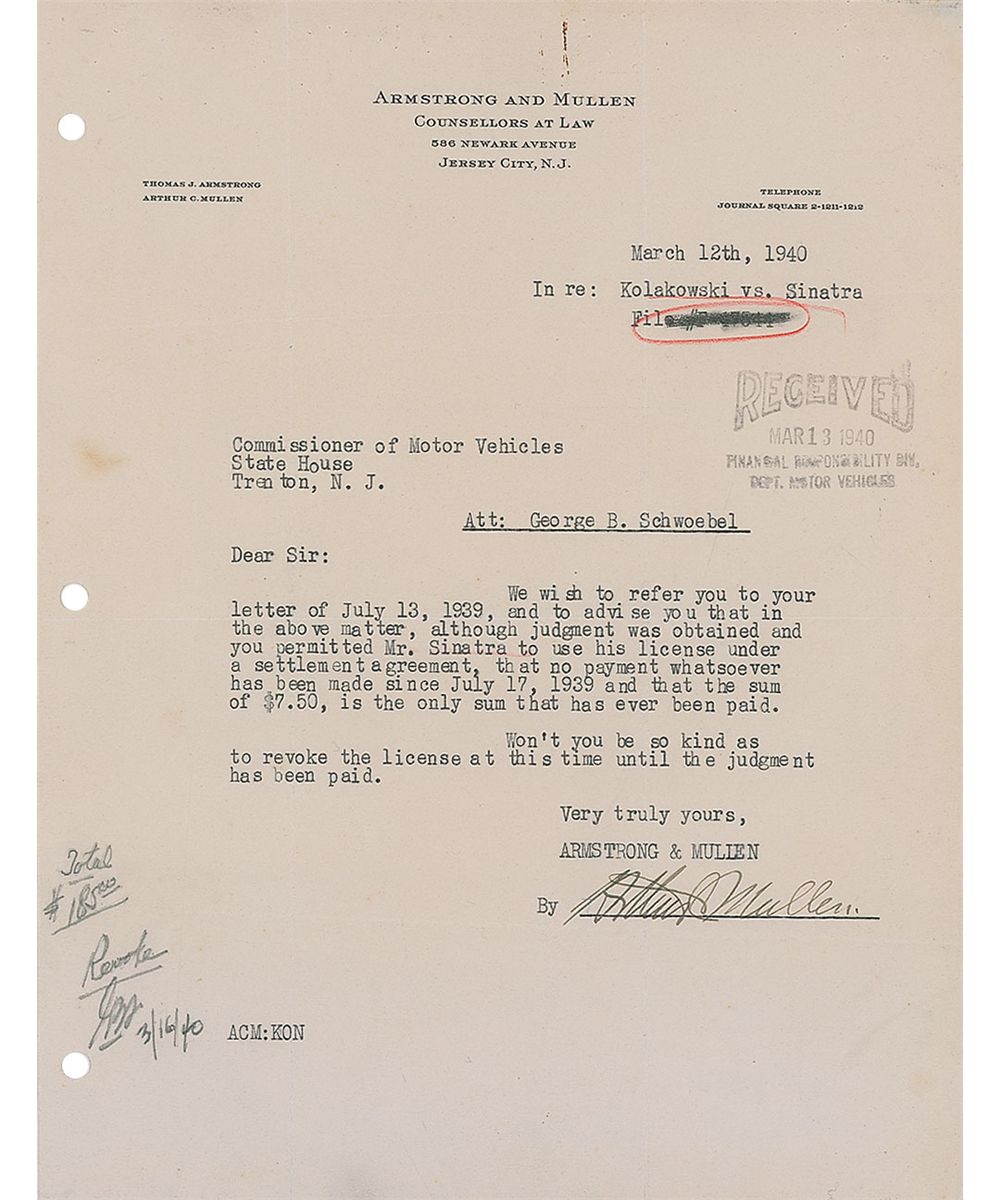 ARMSTRONG AND MULLEN
COUNSELLORS AT LAW
586 NEWARK AVENUE
JERSEY CITY, N.J.
THOMAS J. ARMSTRONG
ARTHUR C. MULLEN
TELEPHONE
JOURNAL SQUARE 2-1211-1212
March 12th, 1940
In re: Kolakowski vs. Sinatra
File
RECEIVED
MAR 13 1940
FINANCIAL RESPONSIBILITY DIV.
DEPT. MOTOR VEHICLES
Commissioner of Motor Vehicles
State House
Trenton, N. J.
Att: George B. Schwoebel
Dear Sir:
We wish to refer you to your
letter of July 13, 1939, and to advise you that in
the above matter, although judgment was obtained and
you permitted Mr. Sinatra to use his license under
a settlement agreement, that no payment whatsoever
has been made since July 17, 1939 and that the sum
of $7.50, is the only sum that has ever been paid.
Won't you be so kind as
to revoke the license at this time until the judgment
has been paid.
Very truly yours,
ARMSTRONG & MULLEN
By Arthur C Mullen.
Total
$185.00
Revoke
3/16/40
ACM:KON